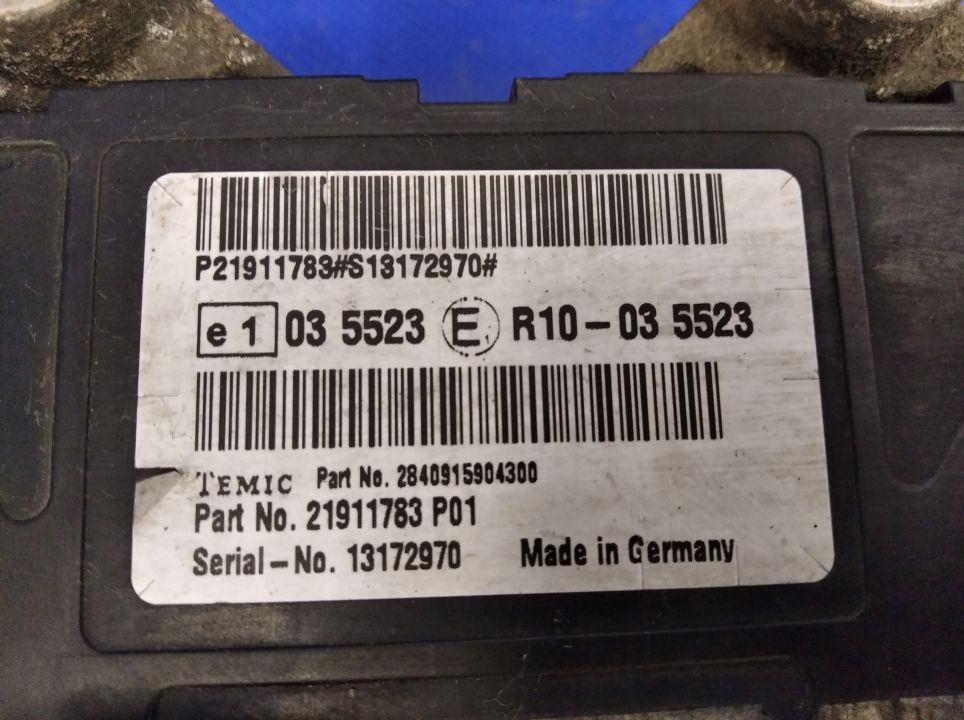 P21911783#S13172970#
e 1 03 5523 E1 R10-03 5523
TEMIC Part No. 2840915904300
Part No. 21911783 P01
Serial-No. 13172970 Made in Germany